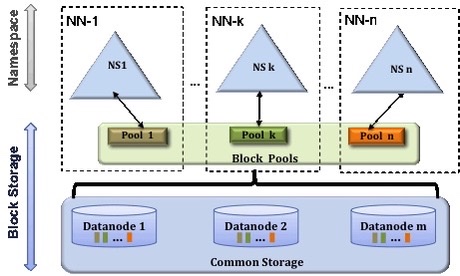 NN-1
NN-k
NN-n
Namespace
NS1
NS k
NS n
...
...
Pool 1
Pool k
Pool n
Block Pools
Block Storage
Datanode 1
Datanode 2
Datanode m
...
...
...
Common Storage